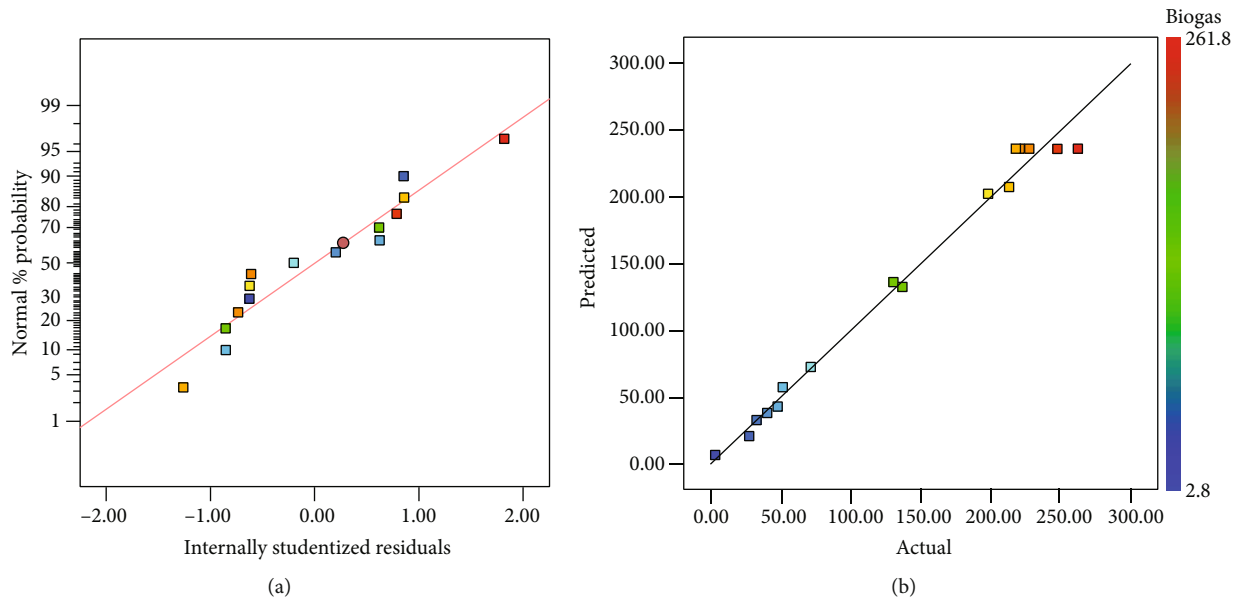 99
95
90
80
70
50
30
20
10
5
1
Normal % probability
–2.00 –1.00 0.00 1.00 2.00
Internally studentized residuals
(a)
Biogas
261.8
2.8
300.00
250.00
200.00
150.00
100.00
50.00
0.00
Predicted
0.00 50.00 100.00 150.00 200.00 250.00 300.00
Actual
(b)